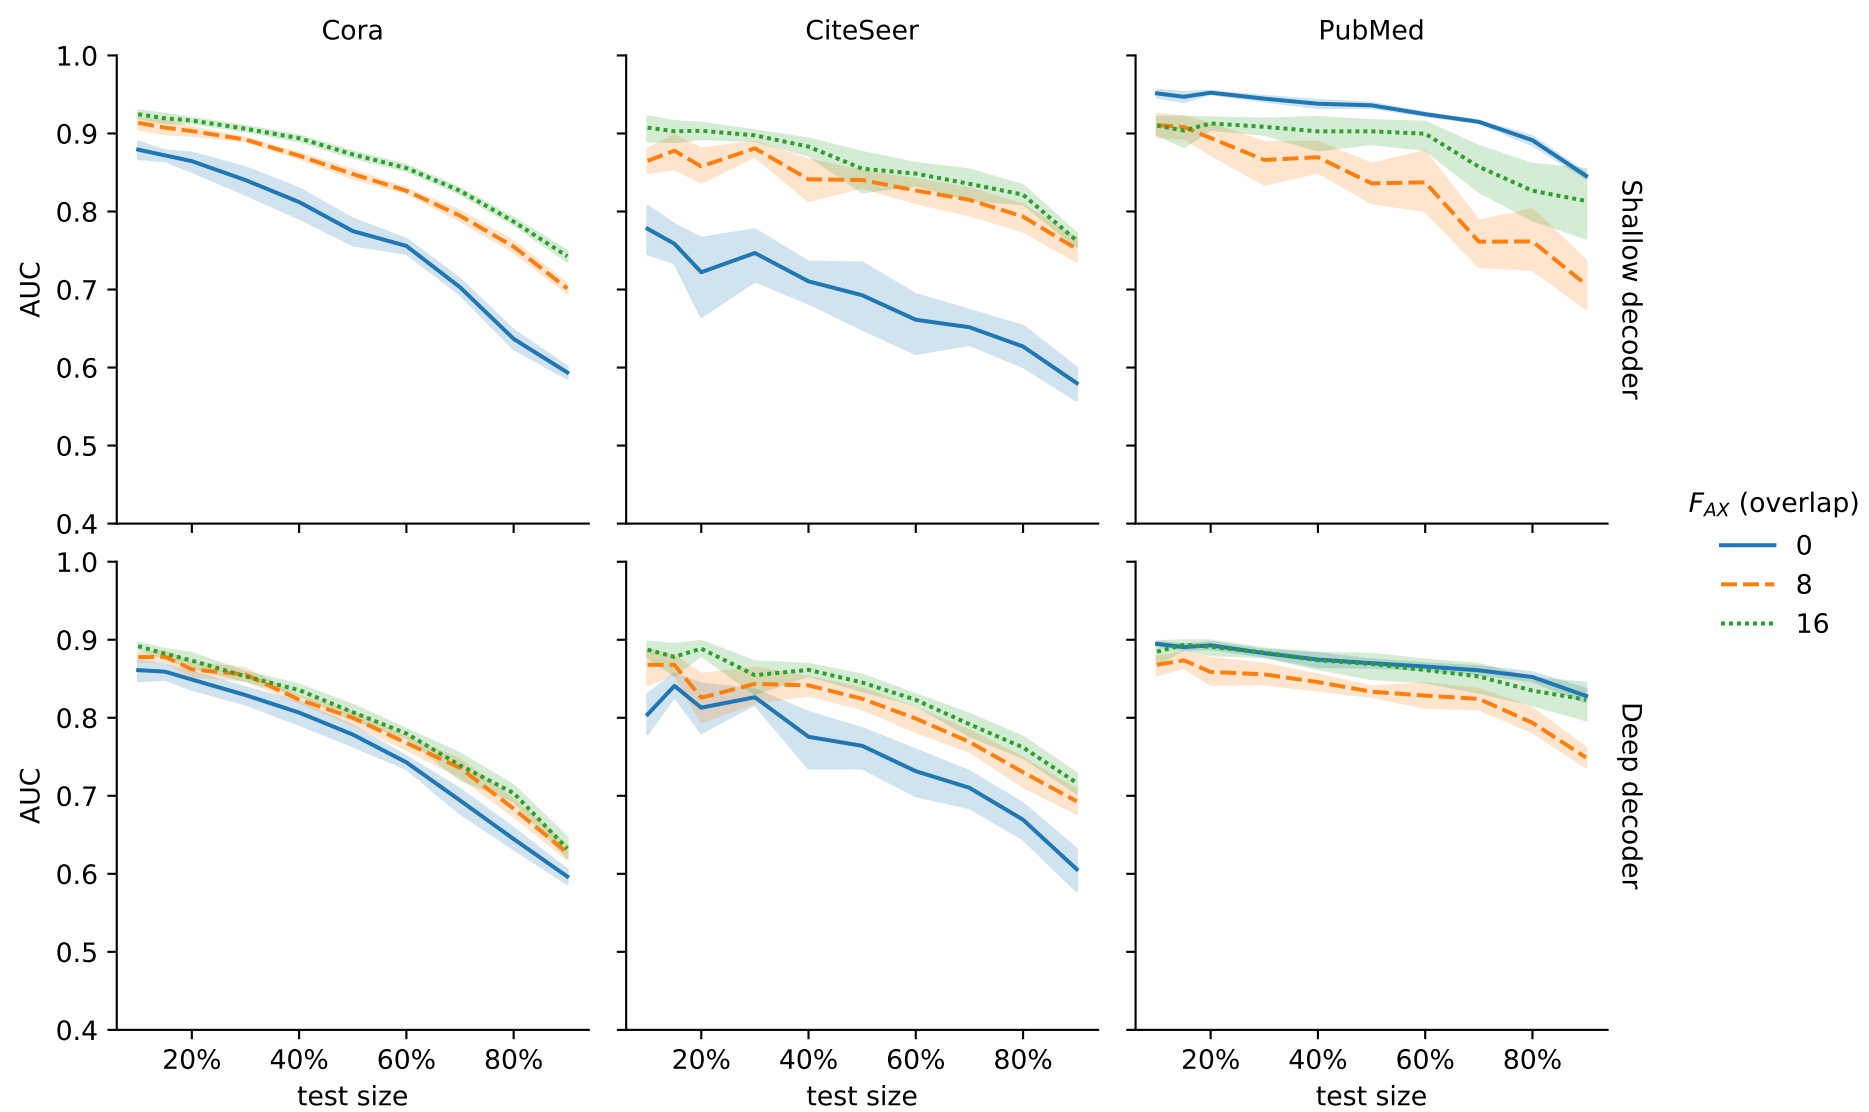 Cora CiteSeer PubMed
1.0
0.9
0.8
0.7
0.6
0.5
0.4
AUC
Shallow decoder
F_AX (overlap)
0
8
16
1.0
0.9
0.8
0.7
0.6
0.5
0.4
AUC
Deep decoder
20% 40% 60% 80% 20% 40% 60% 80% 20% 40% 60% 80%
test size test size test size